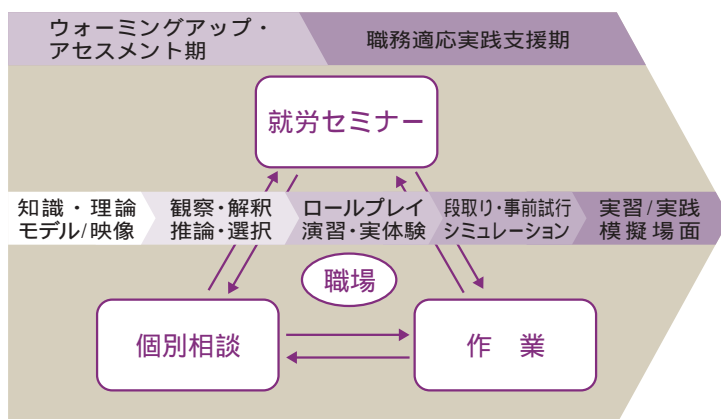 ウォーミングアップ・
アセスメント期
職務適応実践支援期
就労セミナー
知識・理論
モデル/映像
観察・解釈
推論・選択
ロールプレイ
演習・実体験
段取り・事前試行
シミュレーション
実習/実践
模擬場面
職場
個別相談
作　業